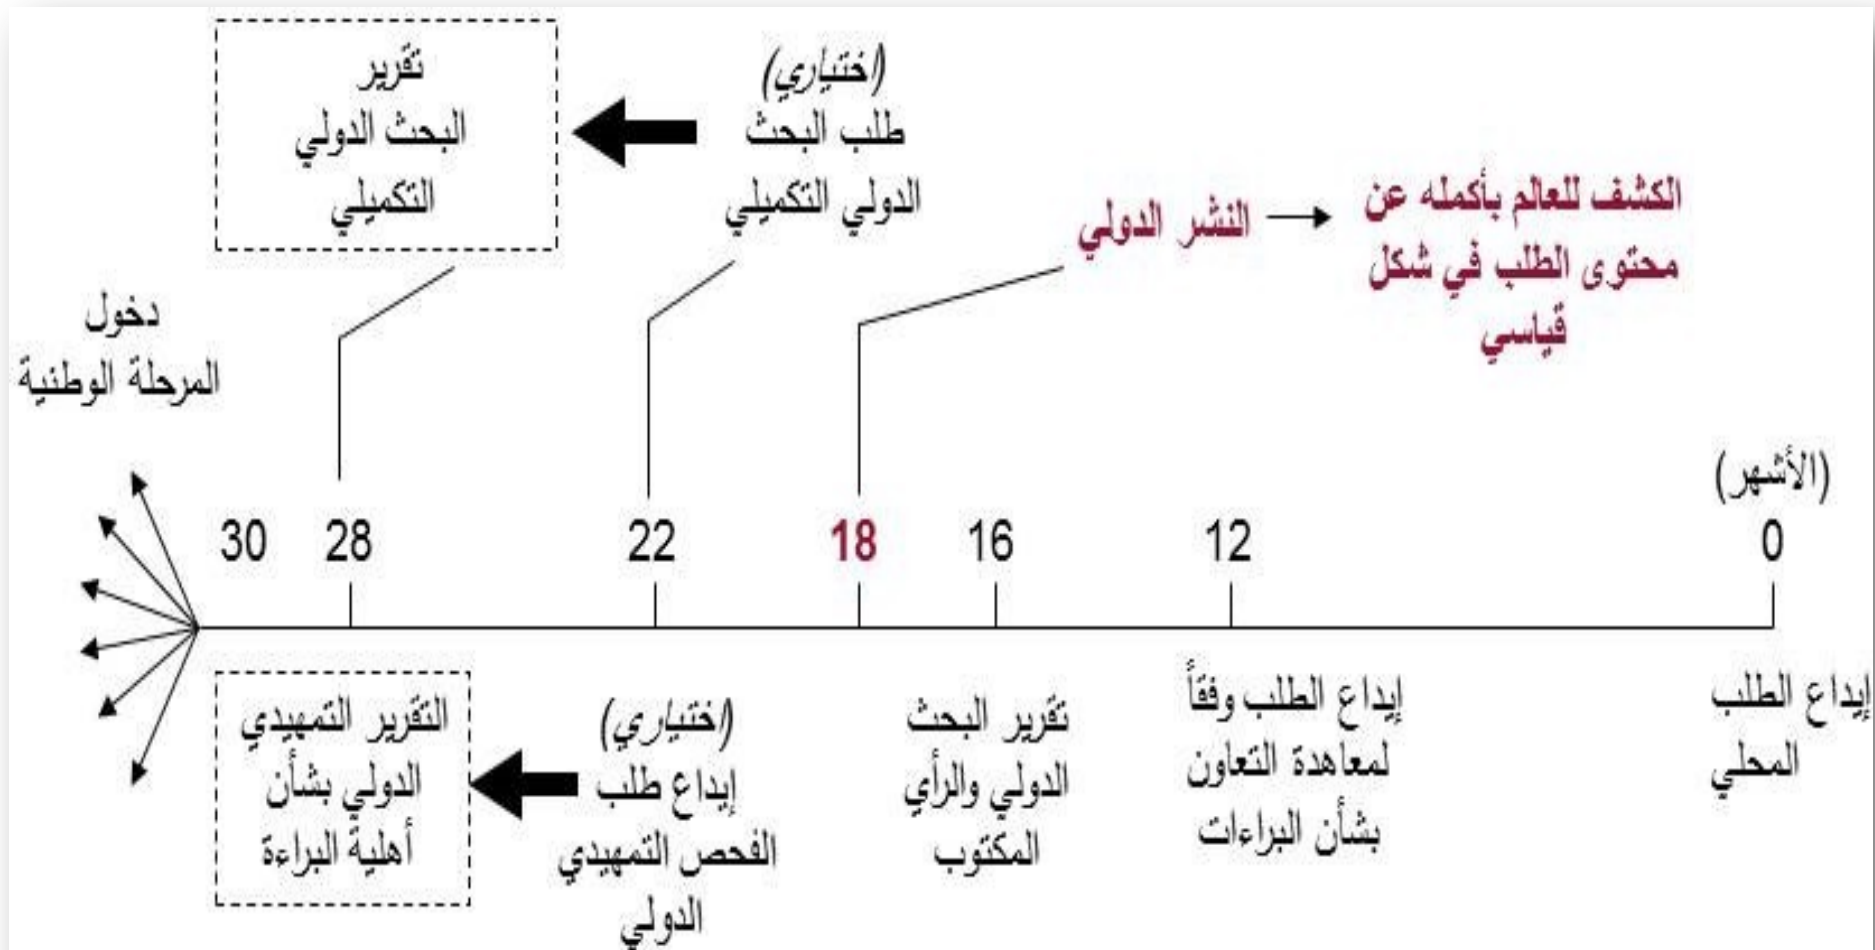 تقرير
البحث الدولي
التكميلي
(اختياري)
طلب البحث
الدولي التكميلي
النشر الدولي
الكشف للعالم بأكمله عن
محتوى الطلب في شكل
قياسي
دخول
المرحلة الوطنية
(الأشهر)
30 28 22 18 16 12 0
إيداع الطلب
المحلي
إيداع الطلب وفقاً
لمعاهدة التعاون
بشأن البراءات
تقرير البحث
الدولي والرأي
المكتوب
(اختياري)
إيداع طلب
الفحص التمهيدي
الدولي
التقرير التمهيدي
الدولي بشأن
أهلية البراءة